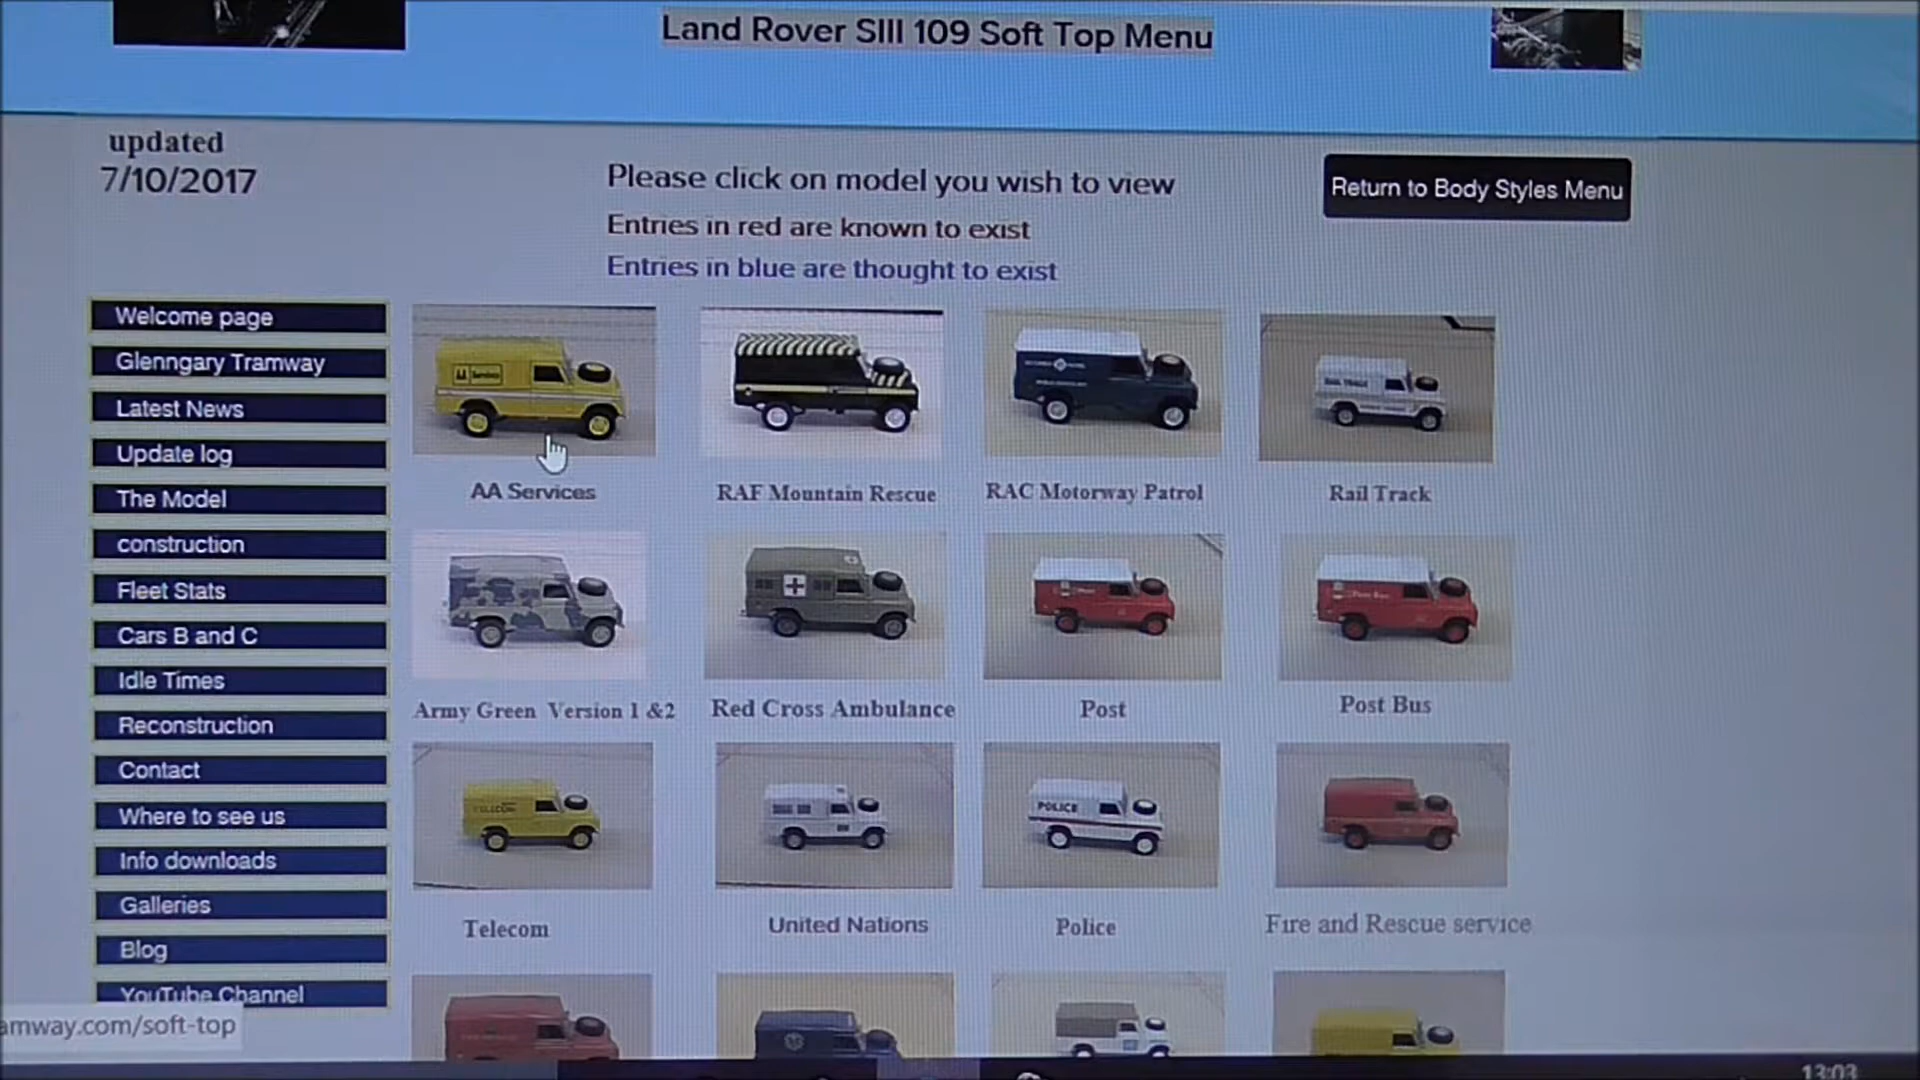 Land Rover SIII 109 Soft Top Menu
updated
7/10/2017
Please click on model you wish to view
Entries in red are known to exist
Entries in blue are thought to exist
Return to Body Styles Menu
Welcome page
Glenngary Tramway
Latest News
Update log
The Model
construction
Fleet Stats
Cars B and C
Idle Times
Reconstruction
Contact
Where to see us
Info downloads
Galleries
Blog
YouTube Channel
AA Services
RAF Mountain Rescue
RAC Motorway Patrol
Rail Track
Army Green Version 1 &2
Red Cross Ambulance
Post
Post Bus
TELECOM
POLICE
Telecom
United Nations
Police
Fire and Rescue service
amway.com/soft-top
13:03